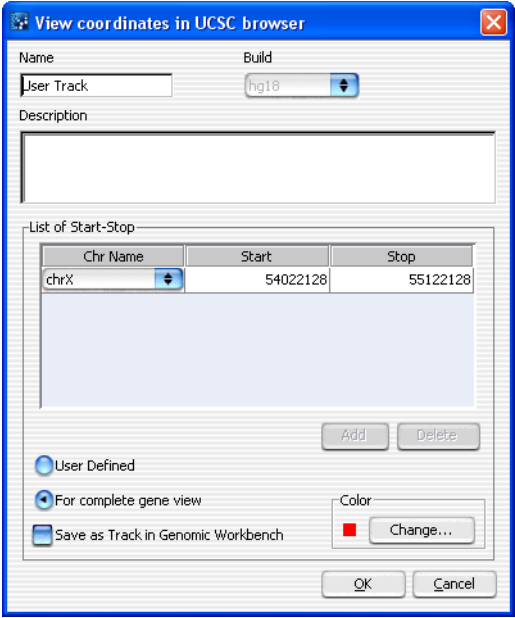 View coordinates in UCSC browser
Name Build
User Track hg18
Description
List of Start-Stop
Chr Name Start Stop
chrX 54022128 55122128
Add Delete
User Defined
For complete gene view
Color
Save as Track in Genomic Workbench Change...
OK Cancel